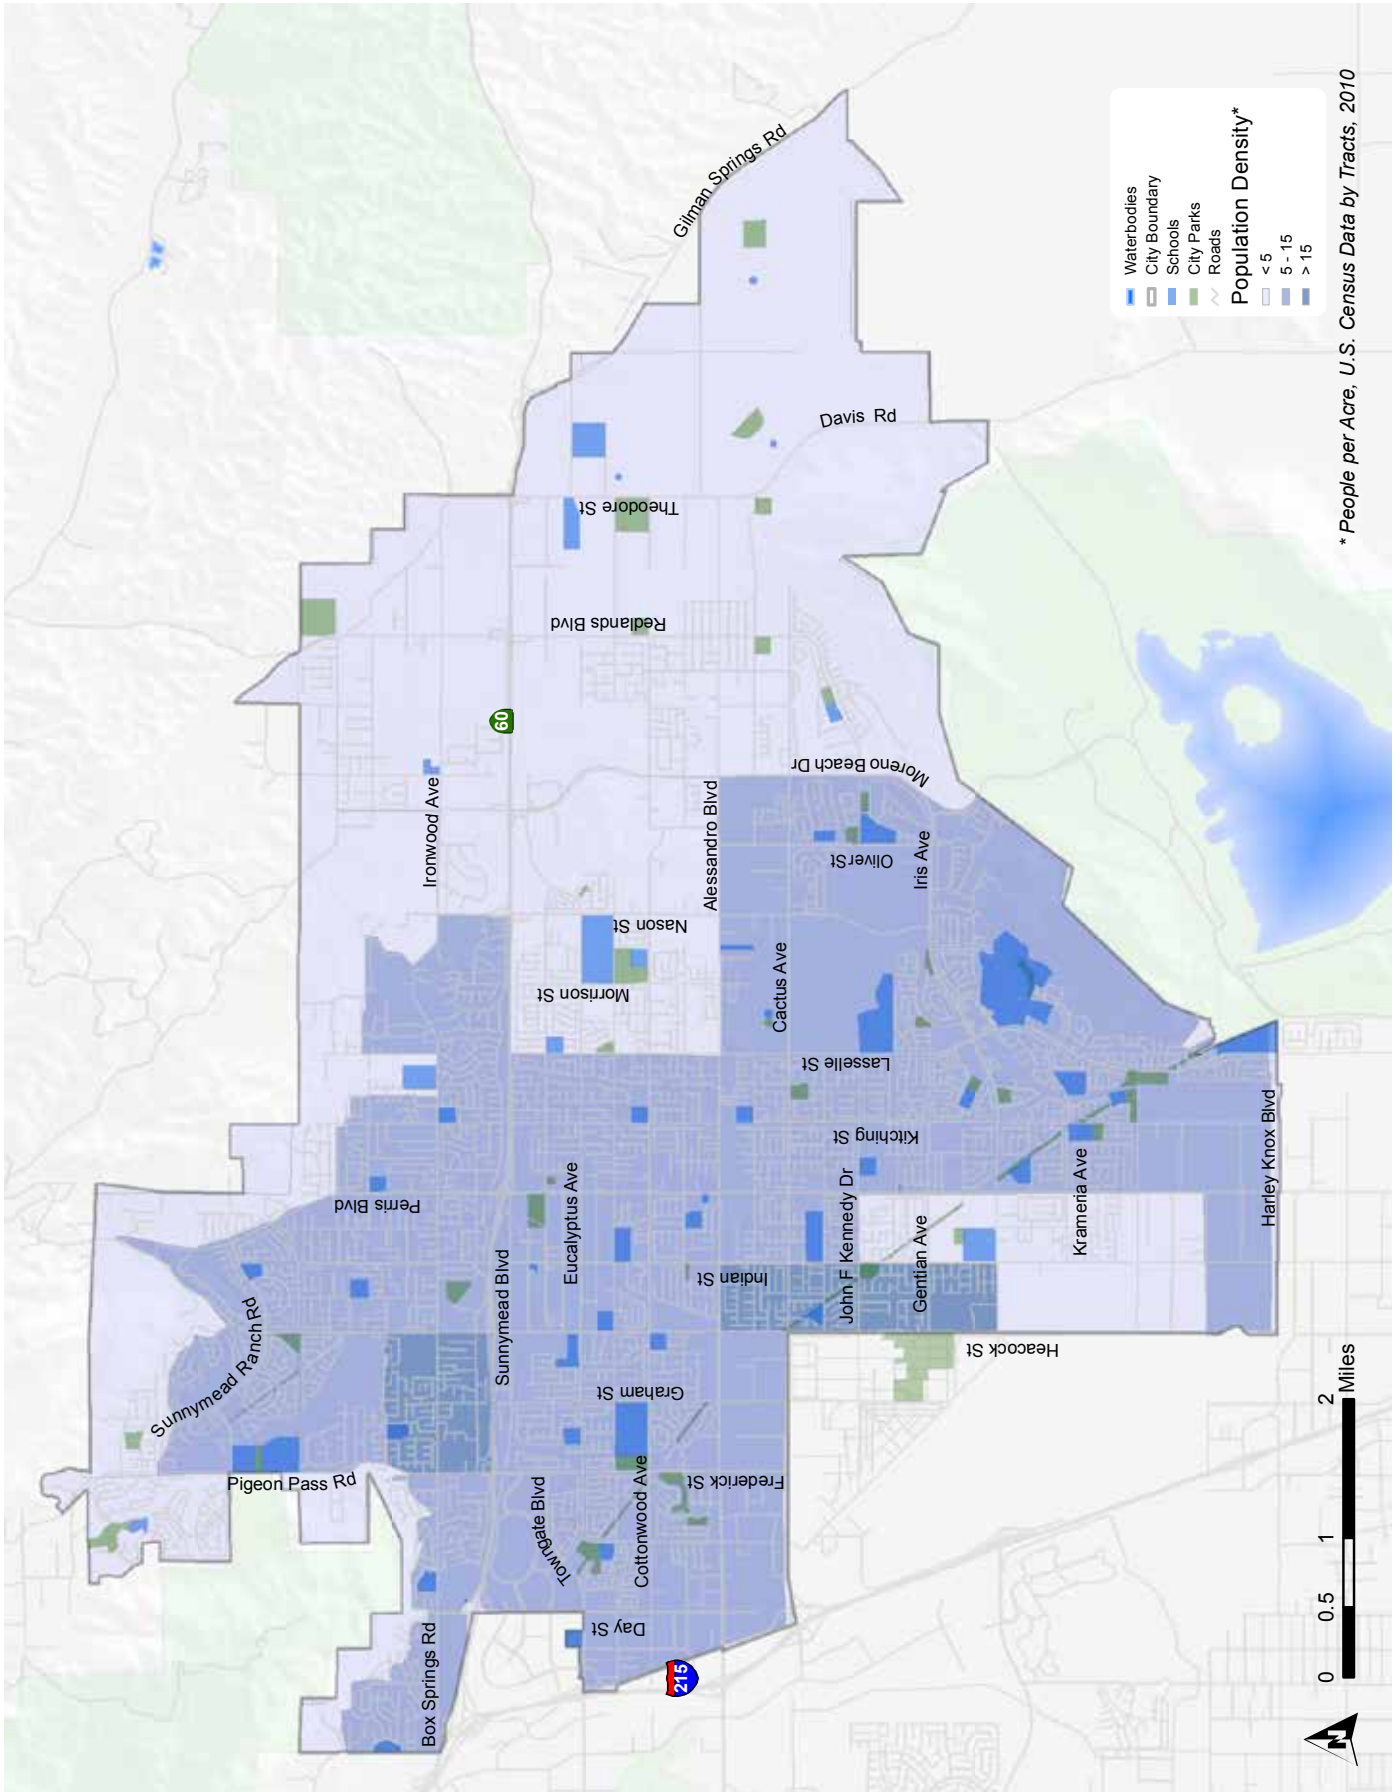 Pigeon Pass Rd
Sunnymead Ranch Rd
Perris Blvd
Box Springs Rd
Ironwood Ave
60
Sunnymead Blvd
Towngate Blvd
Eucalyptus Ave
Day St
Cottonwood Ave
Graham St
Frederick St
Indian St
Morrison St
Nason St
Redlands Blvd
Theodore St
Gilman Springs Rd
215
Alessandro Blvd
Cactus Ave
Moreno Beach Dr
Davis Rd
John F Kennedy Dr
Kitching St
Lasselle St
Oliver St
Iris Ave
Gentian Ave
Heacock St
Krameria Ave
Harley Knox Blvd
Waterbodies
City Boundary
Schools
City Parks
Roads
Population Density*
< 5
5 - 15
> 15
* People per Acre, U.S. Census Data by Tracts, 2010
N
0 0.5 1 2
Miles